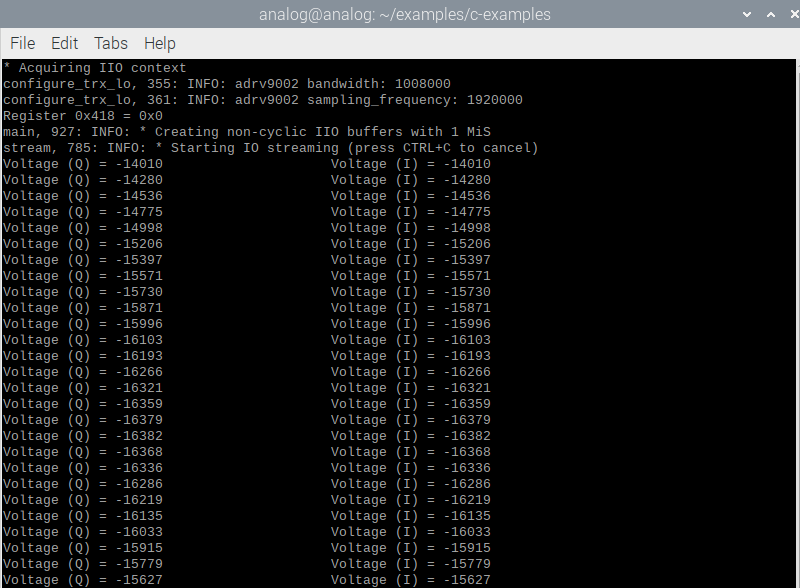 analog@analog: ~/examples/c-examples
File Edit Tabs Help
* Acquiring IIO context
configure_trx_lo, 355: INFO: adrv9002 bandwidth: 1008000
configure_trx_lo, 361: INFO: adrv9002 sampling_frequency: 1920000
Register 0x418 = 0x0
main, 927: INFO: * Creating non-cyclic IIO buffers with 1 MiS
stream, 785: INFO: * Starting IO streaming (press CTRL+C to cancel)
Voltage (Q) = -14010 Voltage (I) = -14010
Voltage (Q) = -14280 Voltage (I) = -14280
Voltage (Q) = -14536 Voltage (I) = -14536
Voltage (Q) = -14775 Voltage (I) = -14775
Voltage (Q) = -14998 Voltage (I) = -14998
Voltage (Q) = -15206 Voltage (I) = -15206
Voltage (Q) = -15397 Voltage (I) = -15397
Voltage (Q) = -15571 Voltage (I) = -15571
Voltage (Q) = -15730 Voltage (I) = -15730
Voltage (Q) = -15871 Voltage (I) = -15871
Voltage (Q) = -15996 Voltage (I) = -15996
Voltage (Q) = -16103 Voltage (I) = -16103
Voltage (Q) = -16193 Voltage (I) = -16193
Voltage (Q) = -16266 Voltage (I) = -16266
Voltage (Q) = -16321 Voltage (I) = -16321
Voltage (Q) = -16359 Voltage (I) = -16359
Voltage (Q) = -16379 Voltage (I) = -16379
Voltage (Q) = -16382 Voltage (I) = -16382
Voltage (Q) = -16368 Voltage (I) = -16368
Voltage (Q) = -16336 Voltage (I) = -16336
Voltage (Q) = -16286 Voltage (I) = -16286
Voltage (Q) = -16219 Voltage (I) = -16219
Voltage (Q) = -16135 Voltage (I) = -16135
Voltage (Q) = -16033 Voltage (I) = -16033
Voltage (Q) = -15915 Voltage (I) = -15915
Voltage (Q) = -15779 Voltage (I) = -15779
Voltage (Q) = -15627 Voltage (I) = -15627